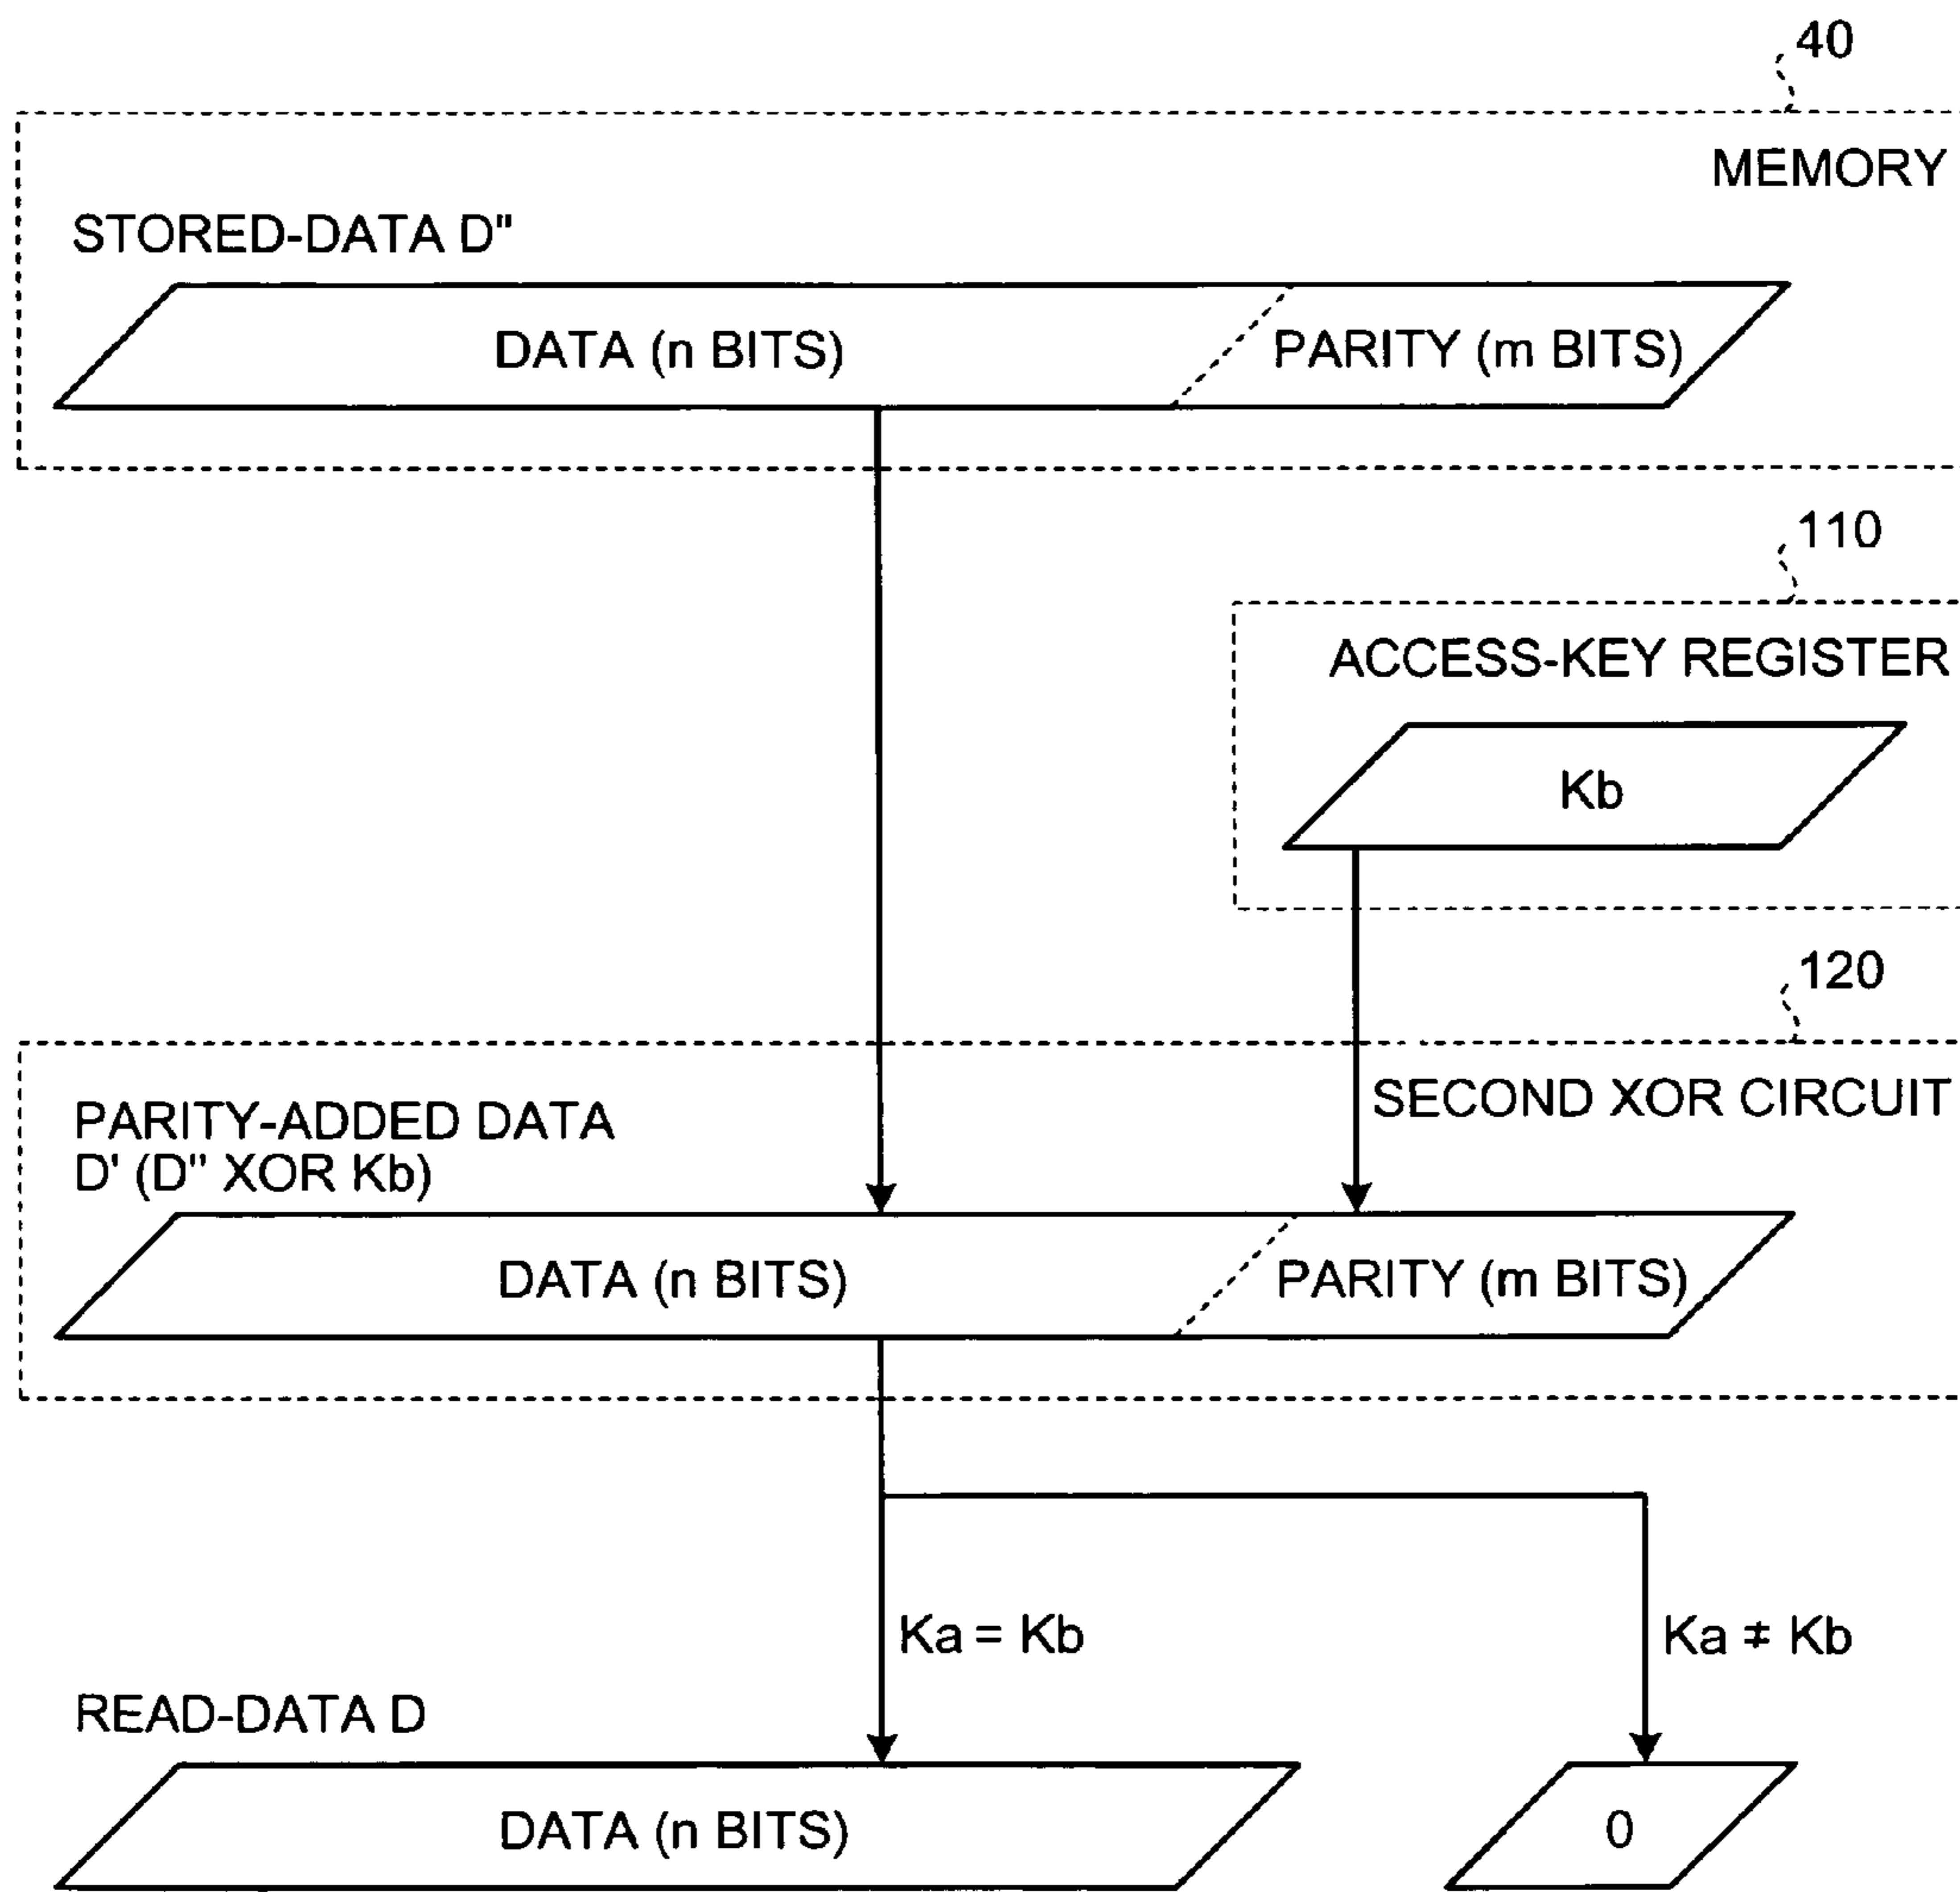 40
MEMORY
STORED-DATA D"
DATA (n BITS)
PARITY (m BITS)
110
ACCESS-KEY REGISTER
Kb
120
SECOND XOR CIRCUIT
PARITY-ADDED DATA
D' (D" XOR Kb)
DATA (n BITS)
PARITY (m BITS)
Ka = Kb
Ka ≠ Kb
READ-DATA D
DATA (n BITS)
0